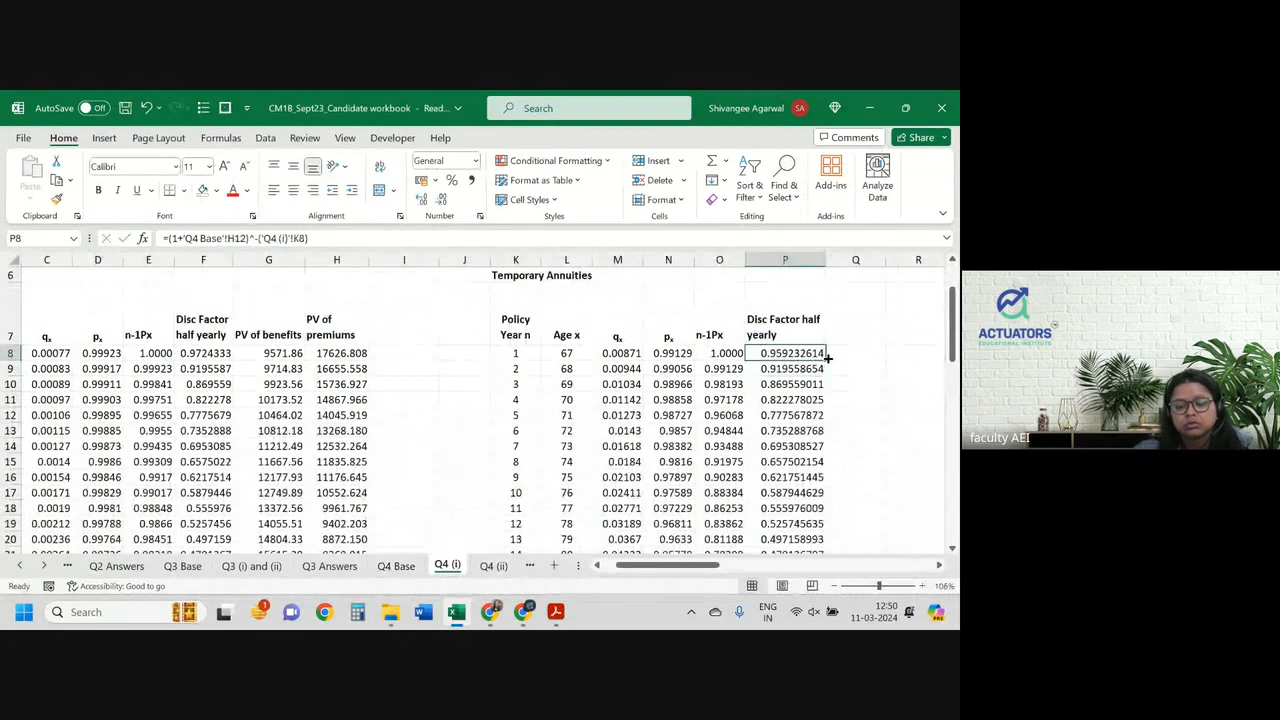 AutoSave Off CM1B_Sept23_Candidate workbook - Read... Search Shivangee Agarwal SA
File Home Insert Page Layout Formulas Data Review View Developer Help Comments Share
Paste Calibri 11 General Conditional Formatting Insert
Format as Table Delete
Cell Styles Format
Sort & Filter Find & Select Add-ins Analyze Data
Clipboard Font Alignment Number Styles Cells Editing Add-ins
P8 =(1+'Q4 Base'!H12)^-('Q4 (i)'!K8)
C D E F G H I J K L M N O P Q R
6 Temporary Annuities
7 qₓ pₓ n-1Px Disc Factor half yearly PV of benefits PV of premiums Policy Year n Age x qₓ pₓ n-1Px Disc Factor half yearly
8 0.00077 0.99923 1.0000 0.9724333 9571.86 17626.808 1 67 0.00871 0.99129 1.0000 0.959232614
9 0.00083 0.99917 0.99923 0.9195587 9714.83 16655.558 2 68 0.00944 0.99056 0.99129 0.919558654
10 0.00089 0.99911 0.99841 0.869559 9923.56 15736.927 3 69 0.01034 0.98966 0.98193 0.869559011
11 0.00097 0.99903 0.99751 0.822278 10173.52 14867.966 4 70 0.01142 0.98858 0.97178 0.822278025
12 0.00106 0.99894 0.99655 0.7775679 10464.02 14045.919 5 71 0.01273 0.98727 0.96068 0.777567872
13 0.00115 0.99885 0.9955 0.7352888 10812.18 13268.180 6 72 0.0143 0.9857 0.94844 0.735288768
14 0.00127 0.99873 0.99435 0.6953085 11212.49 12532.264 7 73 0.01618 0.98382 0.93488 0.695308527
15 0.0014 0.9986 0.99309 0.6575022 11667.56 11835.825 8 74 0.0184 0.9816 0.91975 0.657502154
16 0.00154 0.99846 0.9917 0.6217514 12177.93 11176.645 9 75 0.02103 0.97897 0.90283 0.621751445
17 0.00171 0.99829 0.99017 0.5879446 12749.89 10552.624 10 76 0.02411 0.97589 0.88384 0.587944629
18 0.0019 0.9981 0.98848 0.555976 13372.56 9961.767 11 77 0.02771 0.97229 0.86253 0.555976009
19 0.00212 0.99788 0.9866 0.5257456 14055.51 9402.203 12 78 0.03189 0.96811 0.83862 0.525745635
20 0.00236 0.99764 0.98451 0.497159 14804.33 8872.150 13 79 0.0367 0.9633 0.81188 0.497158993
Q2 Answers Q3 Base Q3 (i) and (ii) Q3 Answers Q4 Base Q4 (i) Q4 (ii)
Ready Accessibility: Good to go 106%
Search ENG IN 12:50 11-03-2024
ACTUATORS
EDUCATIONAL INSTITUTE
faculty AEI